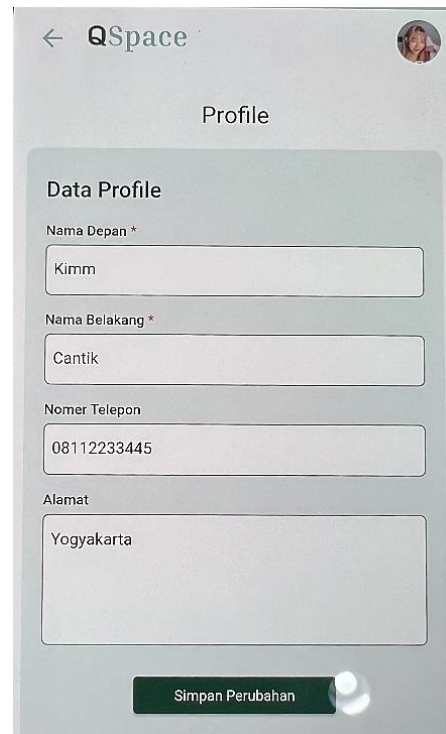 QSpace
Profile
Data Profile
Nama Depan *
Kimm
Nama Belakang *
Cantik
Nomer Telepon
08112233445
Alamat
Yogyakarta
Simpan Perubahan